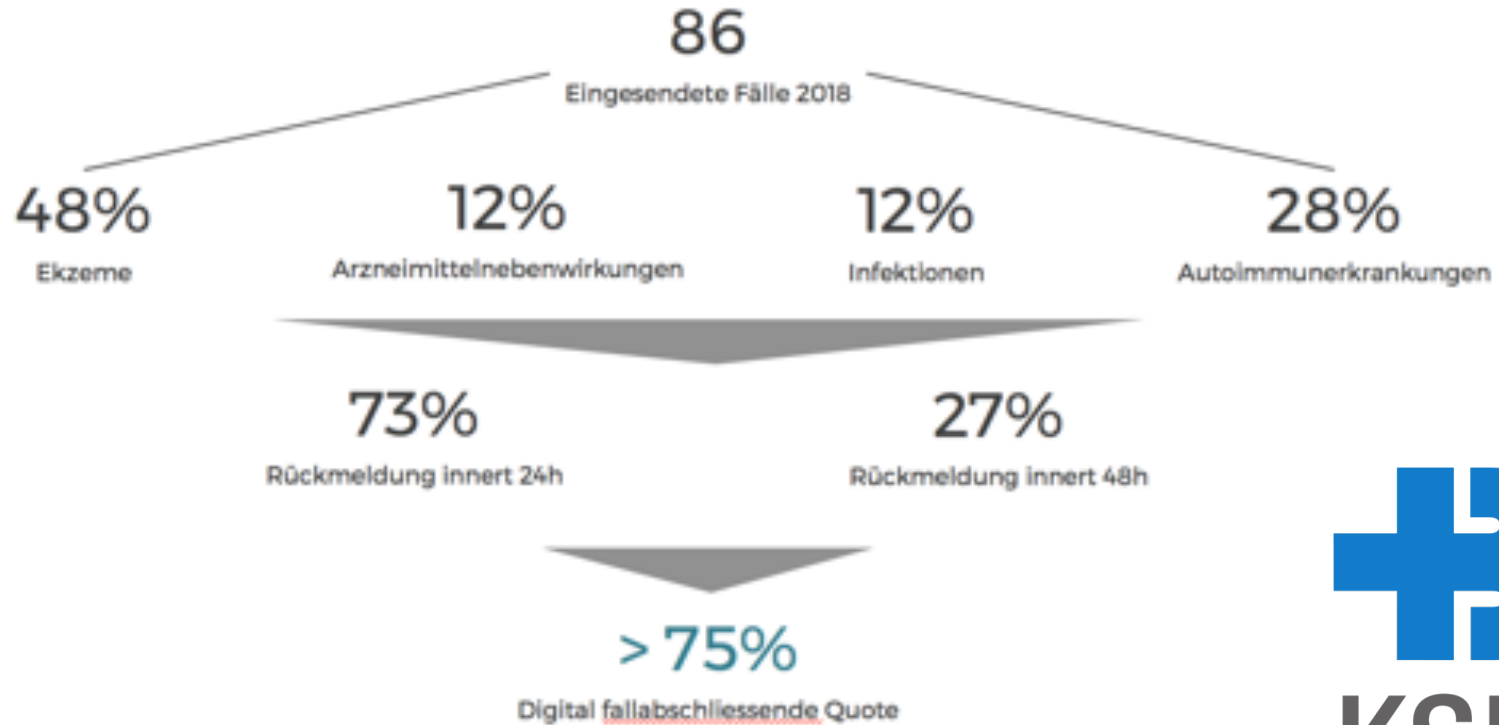 86
Eingesendete Fälle 2018
48% 12% 12% 28%
Ekzeme Arzneimittelnebenwirkungen Infektionen Autoimmunerkrankungen
73% 27%
Rückmeldung innert 24h Rückmeldung innert 48h
> 75%
Digital fallabschliessende Quote